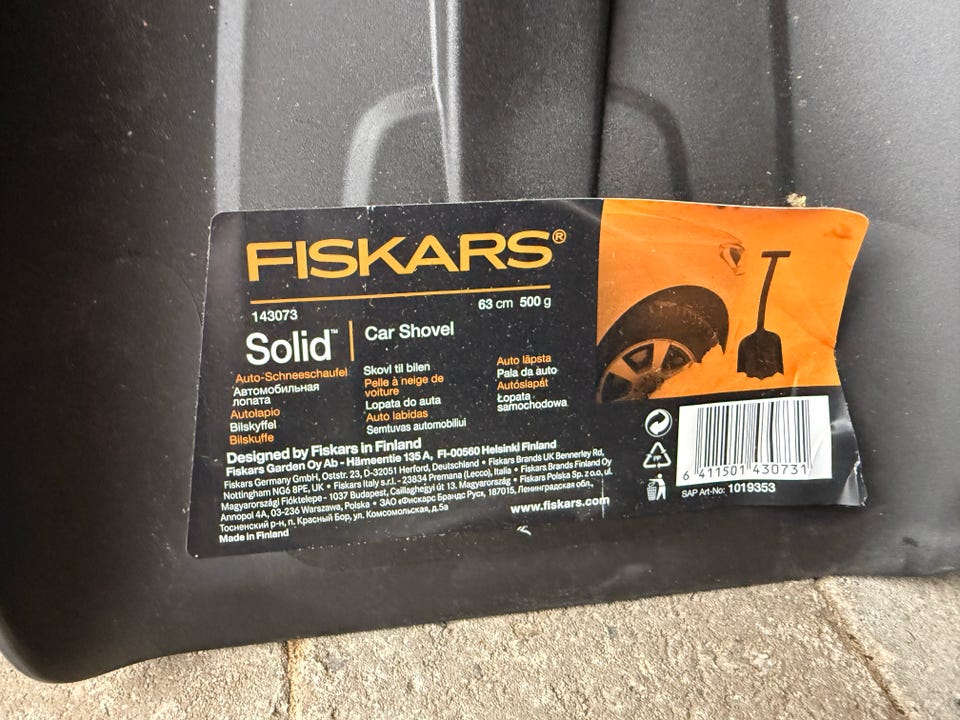 FISKARS®
63 cm 500 g
143073
Solid™
Car Shovel
Auto-Schneeschaufel
Автомобильная
лопата
Autolapio
Bilskyffel
Bilskuffe
Skovl til bilen
Pelle à neige de
voiture
Lopata do auta
Auto labidas
Semtuvas automobiliui
Auto lāpsta
Pala da auto
Autóslapát
Łopata
samochodowa
Designed by Fiskars in Finland
Fiskars Garden Oy Ab - Hämeentie 135 A, FI-00560 Helsinki Finland
Fiskars Germany GmbH, Oststr. 23, D-32051 Herford, Deutschland • Fiskars Brands UK Bennerley Rd,
Nottingham NG6 8PE, UK • Fiskars Italy s.r.l. - 23834 Premana (Lecco), Italia • Fiskars Brands Finland Oy
Magyarországi Fióktelepe - 1037 Budapest, Csillaghegyi út 13. Magyarország • Fiskars Polska Sp. z o.o, ul.
Annopol 4A, 03-236 Warszawa, Polska • ЗАО «Фискарс Брандс Рус», 187015, Ленинградская обл.,
Тосненский р-н, п. Красный Бор, ул. Комсомольская, д.5а
Made in Finland
www.fiskars.com
6 411501 430731
SAP Art-No: 1019353